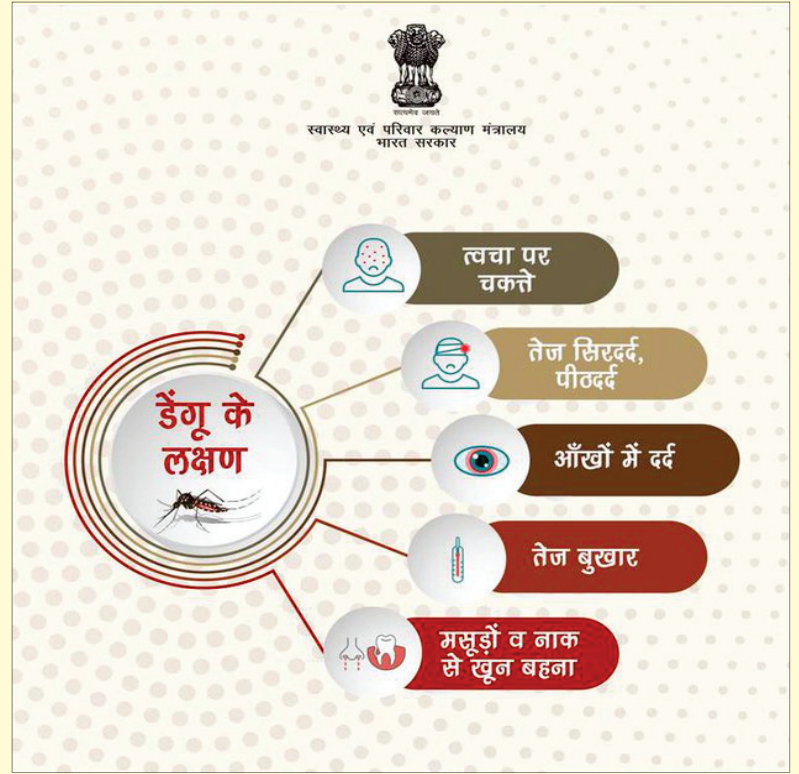 सत्यमेव जयते
स्वास्थ्य एवं परिवार कल्याण मंत्रालय
भारत सरकार
डेंगू के
लक्षण
त्वचा पर
चकत्ते
तेज सिरदर्द,
पीठदर्द
आँखों में दर्द
तेज बुखार
मसूड़ों व नाक
से खून बहना